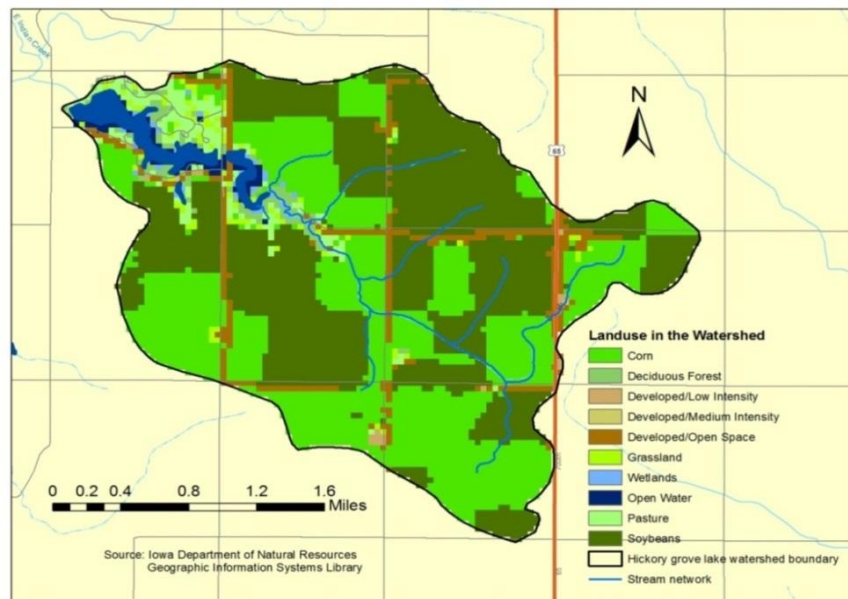 E Indian Creek
N
65
Landuse in the Watershed
Corn
Deciduous Forest
Developed/Low Intensity
Developed/Medium Intensity
Developed/Open Space
Grassland
Wetlands
Open Water
Pasture
Soybeans
Hickory grove lake watershed boundary
Stream network
0 0.2 0.4 0.8 1.2 1.6
Miles
Source: Iowa Department of Natural Resources
Geographic Information Systems Library